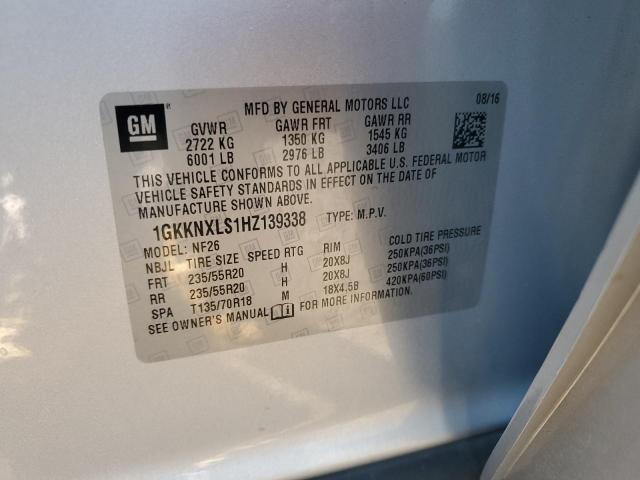 MFD BY GENERAL MOTORS LLC
08/16
GM
GVWR GAWR FRT GAWR RR
2722 KG 1350 KG 1545 KG
6001 LB 2976 LB 3406 LB
THIS VEHICLE CONFORMS TO ALL APPLICABLE U.S. FEDERAL MOTOR
VEHICLE SAFETY STANDARDS IN EFFECT ON THE DATE OF
MANUFACTURE SHOWN ABOVE.
1GKKNXLS1HZ139338 TYPE: M.P.V.
MODEL: NF26
NBJL TIRE SIZE SPEED RTG RIM COLD TIRE PRESSURE
FRT 235/55R20 H 20X8J 250KPA(36PSI)
RR 235/55R20 H 20X8J 250KPA(36PSI)
SPA T135/70R18 M 18X4.5B 420KPA(60PSI)
SEE OWNER'S MANUAL FOR MORE INFORMATION.